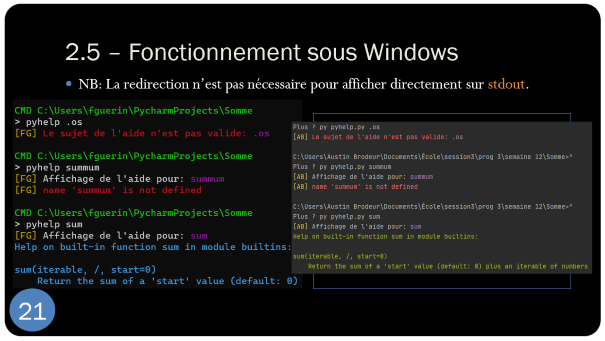 2.5 – Fonctionnement sous Windows
NB: La redirection n'est pas nécessaire pour afficher directement sur stdout.
CMD C:\Users\fguerin\PycharmProjects\Somme
> pyhelp .os
[FG] Le sujet de l'aide n'est pas valide: .os
CMD C:\Users\fguerin\PycharmProjects\Somme
> pyhelp summum
[FG] Affichage de l'aide pour: summum
[FG] name 'summum' is not defined
CMD C:\Users\fguerin\PycharmProjects\Somme
> pyhelp sum
[FG] Affichage de l'aide pour: sum
Help on built-in function sum in module builtins:
sum(iterable, /, start=0)
Return the sum of a 'start' value (default: 0)
Plus ? py pyhelp.py .os
[AB] Le sujet de l'aide n'est pas valide: .os
C:\Users\Austin Brodeur\Documents\École\session3\prog 3\semaine 12\Somme>^
Plus ? py pyhelp.py summum
[AB] Affichage de l'aide pour: summum
[AB] name 'summum' is not defined
C:\Users\Austin Brodeur\Documents\École\session3\prog 3\semaine 12\Somme>^
Plus ? py pyhelp.py sum
[AB] Affichage de l'aide pour: sum
Help on built-in function sum in module builtins:
sum(iterable, /, start=0)
Return the sum of a 'start' value (default: 0) plus an iterable of numbers
21